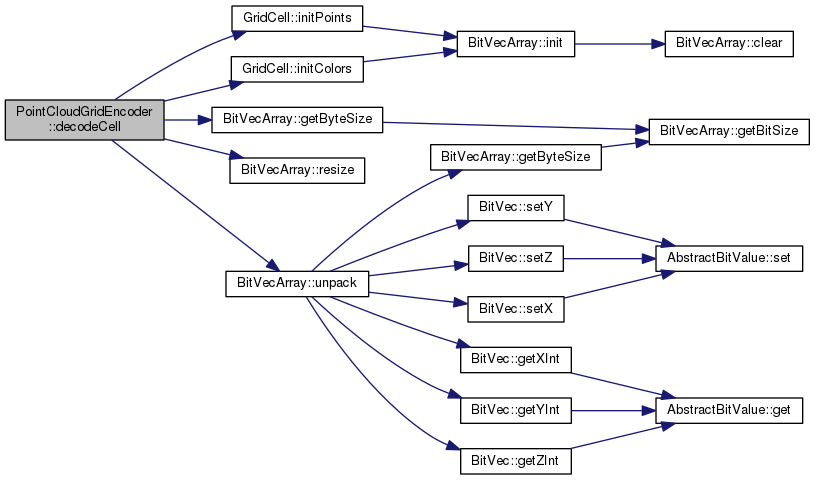 PointCloudGridEncoder
::decodeCell
GridCell::initPoints
GridCell::initColors
BitVecArray::getByteSize
BitVecArray::resize
BitVecArray::unpack
BitVecArray::init
BitVecArray::getByteSize
BitVec::setY
BitVec::setZ
BitVec::setX
BitVec::getXInt
BitVec::getYInt
BitVec::getZInt
BitVecArray::clear
BitVecArray::getBitSize
AbstractBitValue::set
AbstractBitValue::get